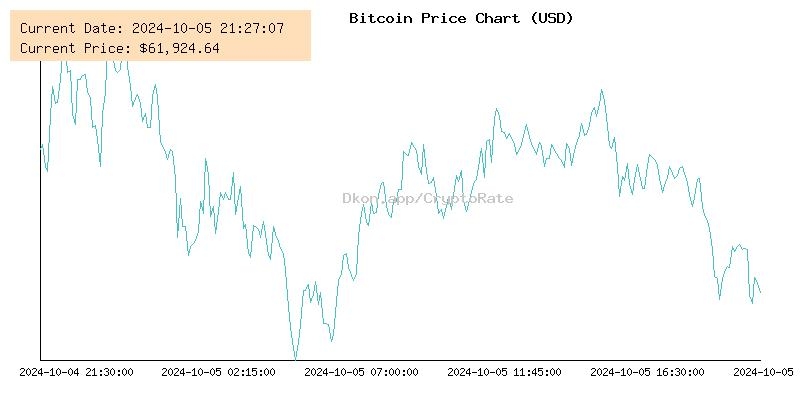 Bitcoin Price Chart (USD)
Current Date: 2024-10-05 21:27:07
Current Price: $61,924.64
Dkon.app/CryptoRate
2024-10-04 21:30:00 2024-10-05 02:15:00 2024-10-05 07:00:00 2024-10-05 11:45:00 2024-10-05 16:30:00 2024-10-05